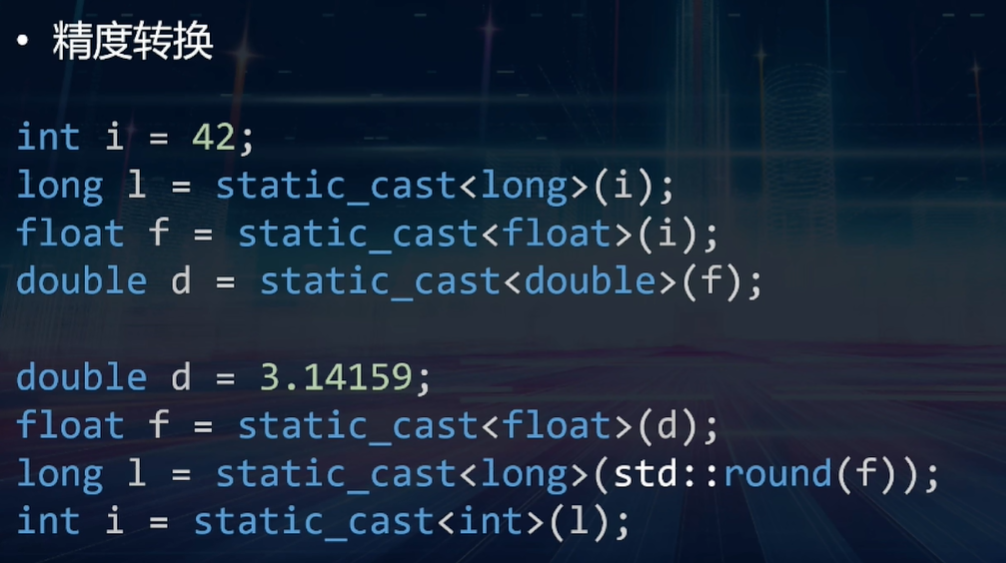 • 精度转换
int i = 42;
long l = static_cast<long>(i);
float f = static_cast<float>(i);
double d = static_cast<double>(f);
double d = 3.14159;
float f = static_cast<float>(d);
long l = static_cast<long>(std::round(f));
int i = static_cast<int>(l);